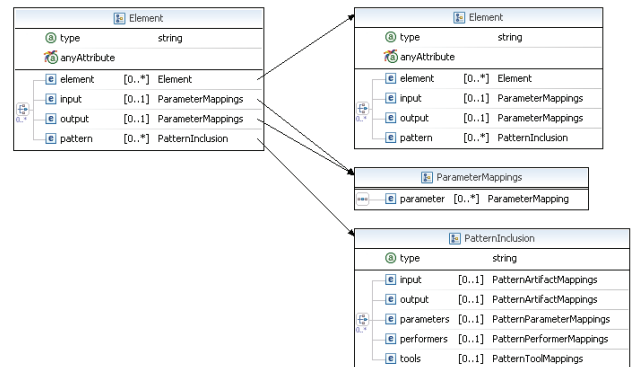 Element
type string
anyAttribute
element [0..*] Element
input [0..1] ParameterMappings
output [0..1] ParameterMappings
pattern [0..*] PatternInclusion
0..*
Element
type string
anyAttribute
element [0..*] Element
input [0..1] ParameterMappings
output [0..1] ParameterMappings
pattern [0..*] PatternInclusion
0..*
ParameterMappings
parameter [0..*] ParameterMapping
PatternInclusion
type string
input [0..1] PatternArtifactMappings
output [0..1] PatternArtifactMappings
parameters [0..1] PatternParameterMappings
0..*
performers [0..1] PatternPerformerMappings
tools [0..1] PatternToolMappings